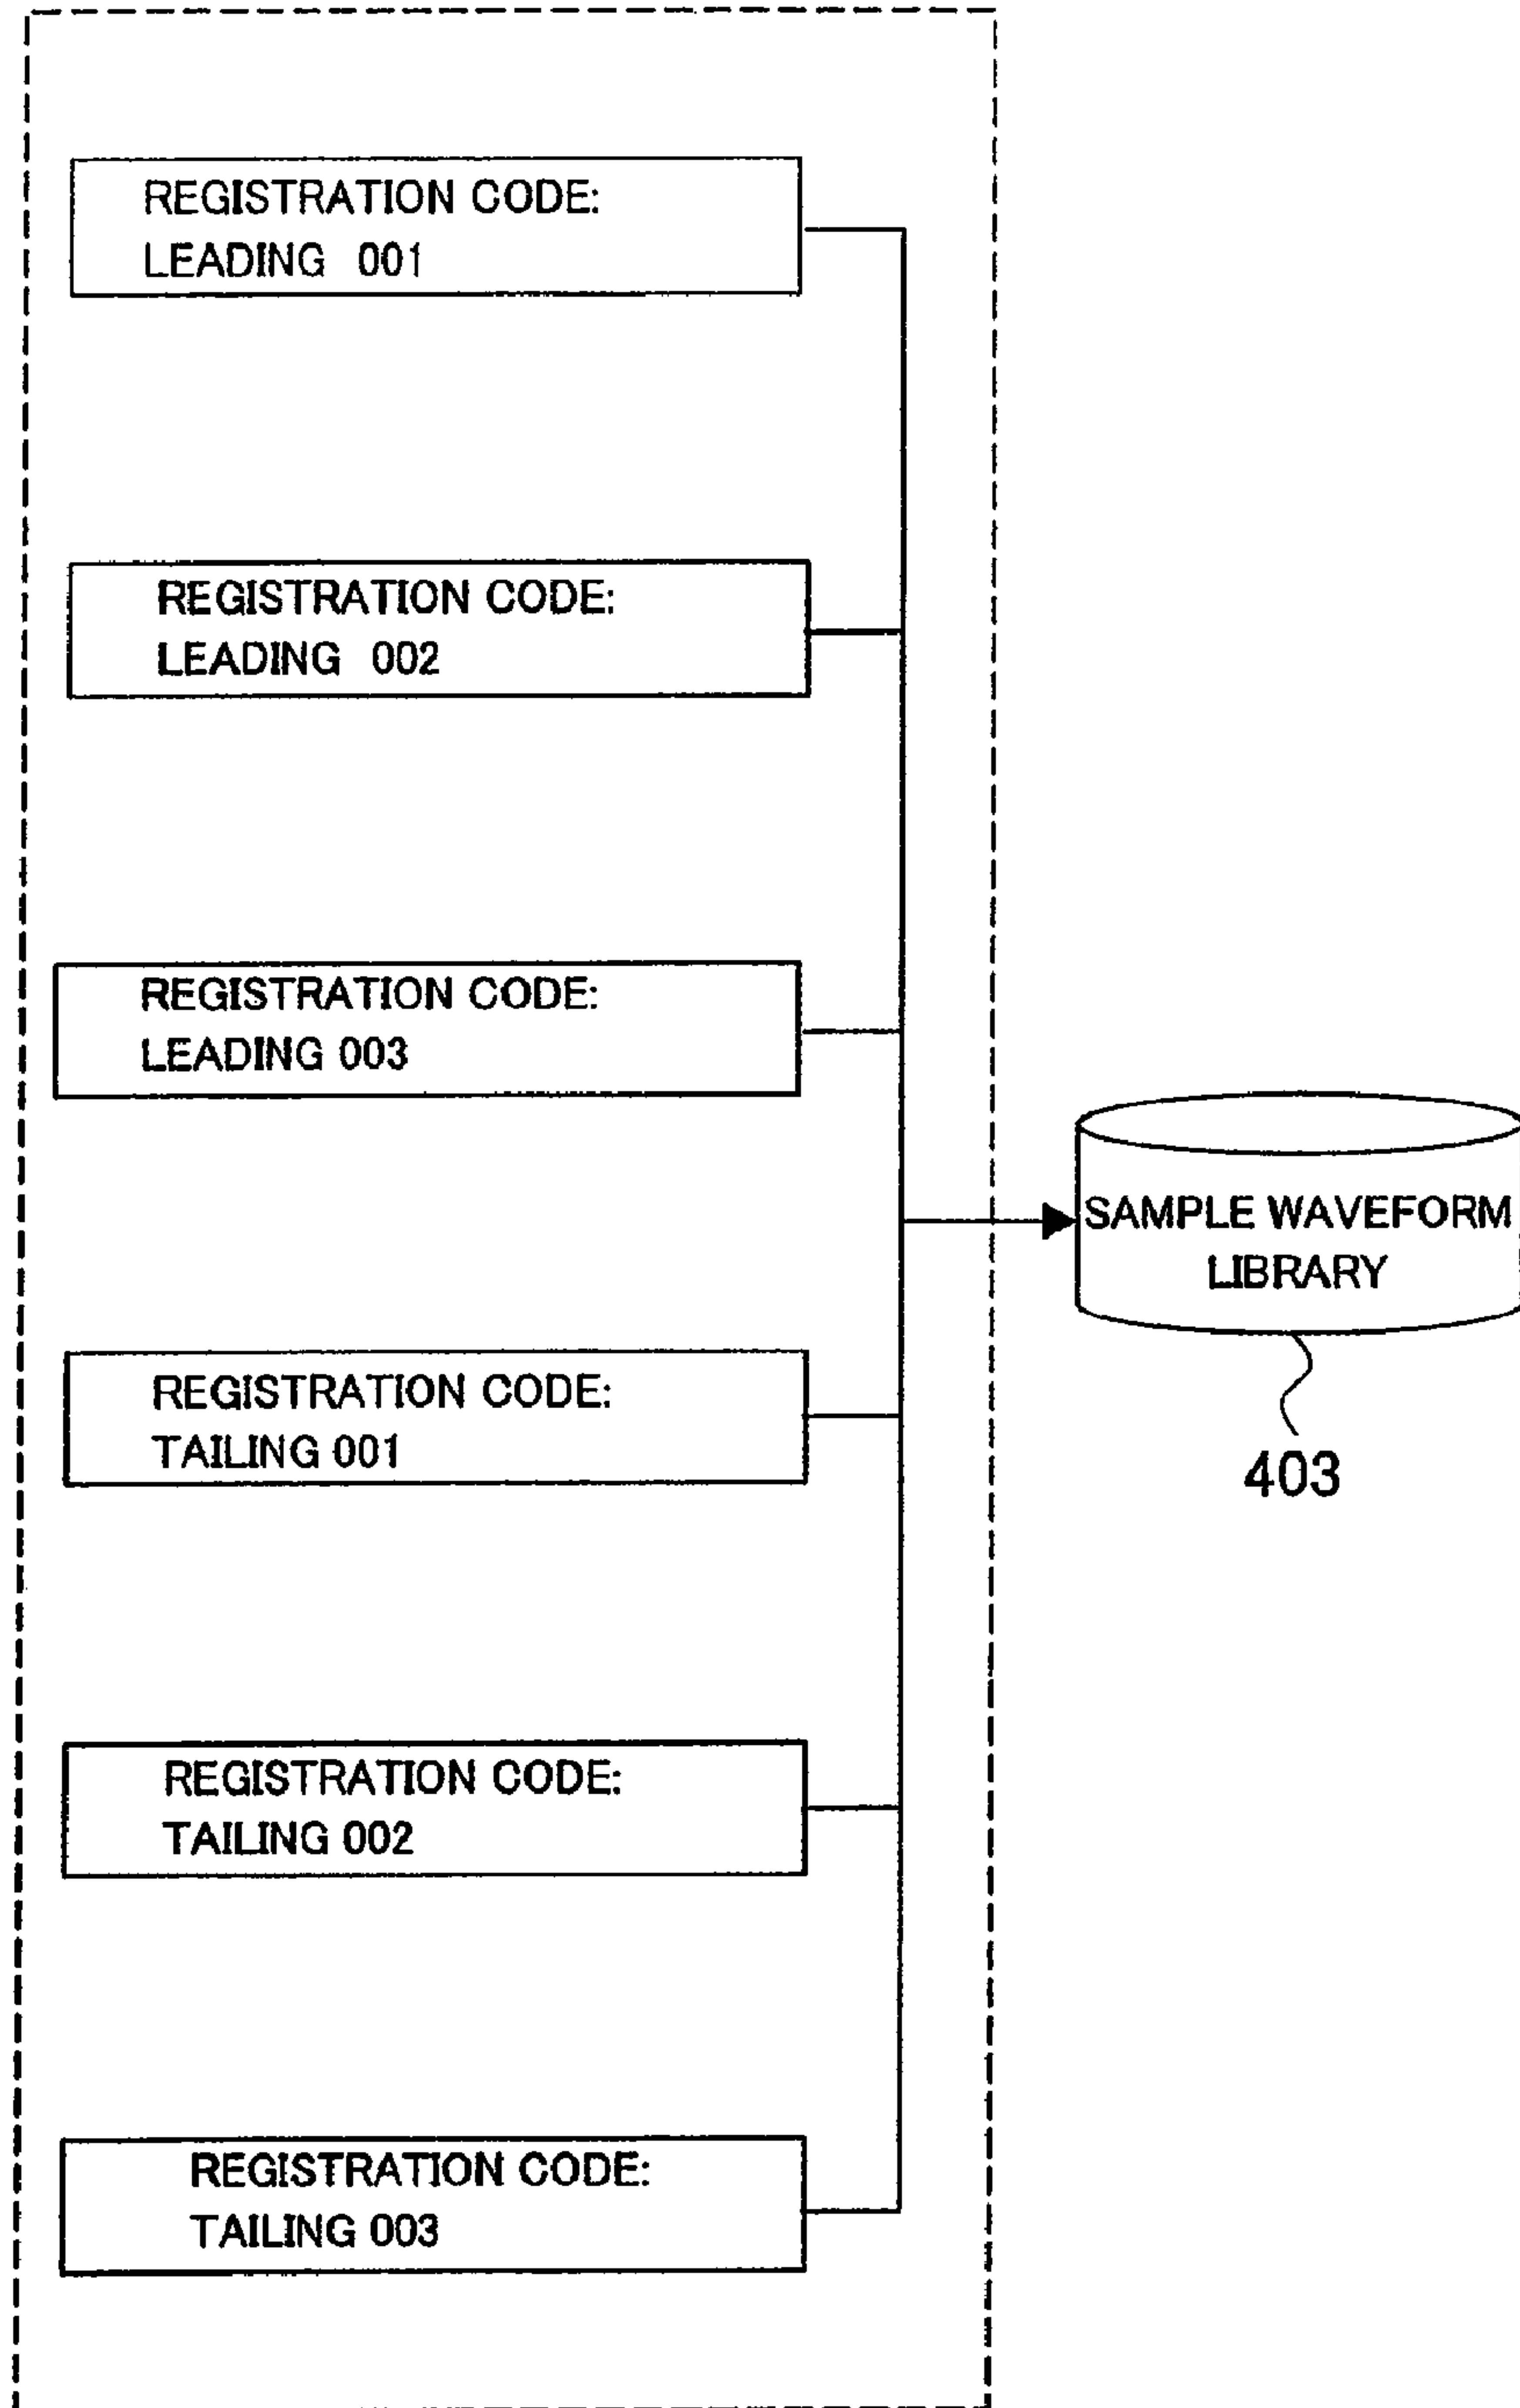 REGISTRATION CODE:
LEADING 001
REGISTRATION CODE:
LEADING 002
REGISTRATION CODE:
LEADING 003
SAMPLE WAVEFORM
LIBRARY
403
REGISTRATION CODE:
TAILING 001
REGISTRATION CODE:
TAILING 002
REGISTRATION CODE:
TAILING 003